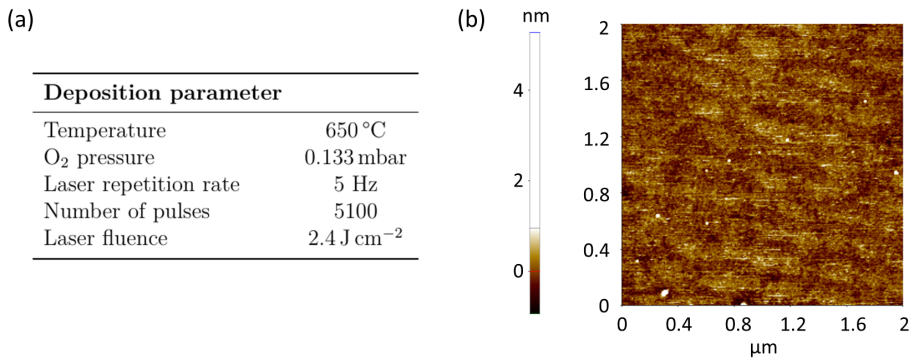 (a)
Deposition parameter
Temperature 650 °C
O₂ pressure 0.133 mbar
Laser repetition rate 5 Hz
Number of pulses 5100
Laser fluence 2.4 J cm⁻²
(b)
nm
4
2
0
2
1.6
1.2
0.8
0.4
0
0 0.4 0.8 1.2 1.6 2
µm